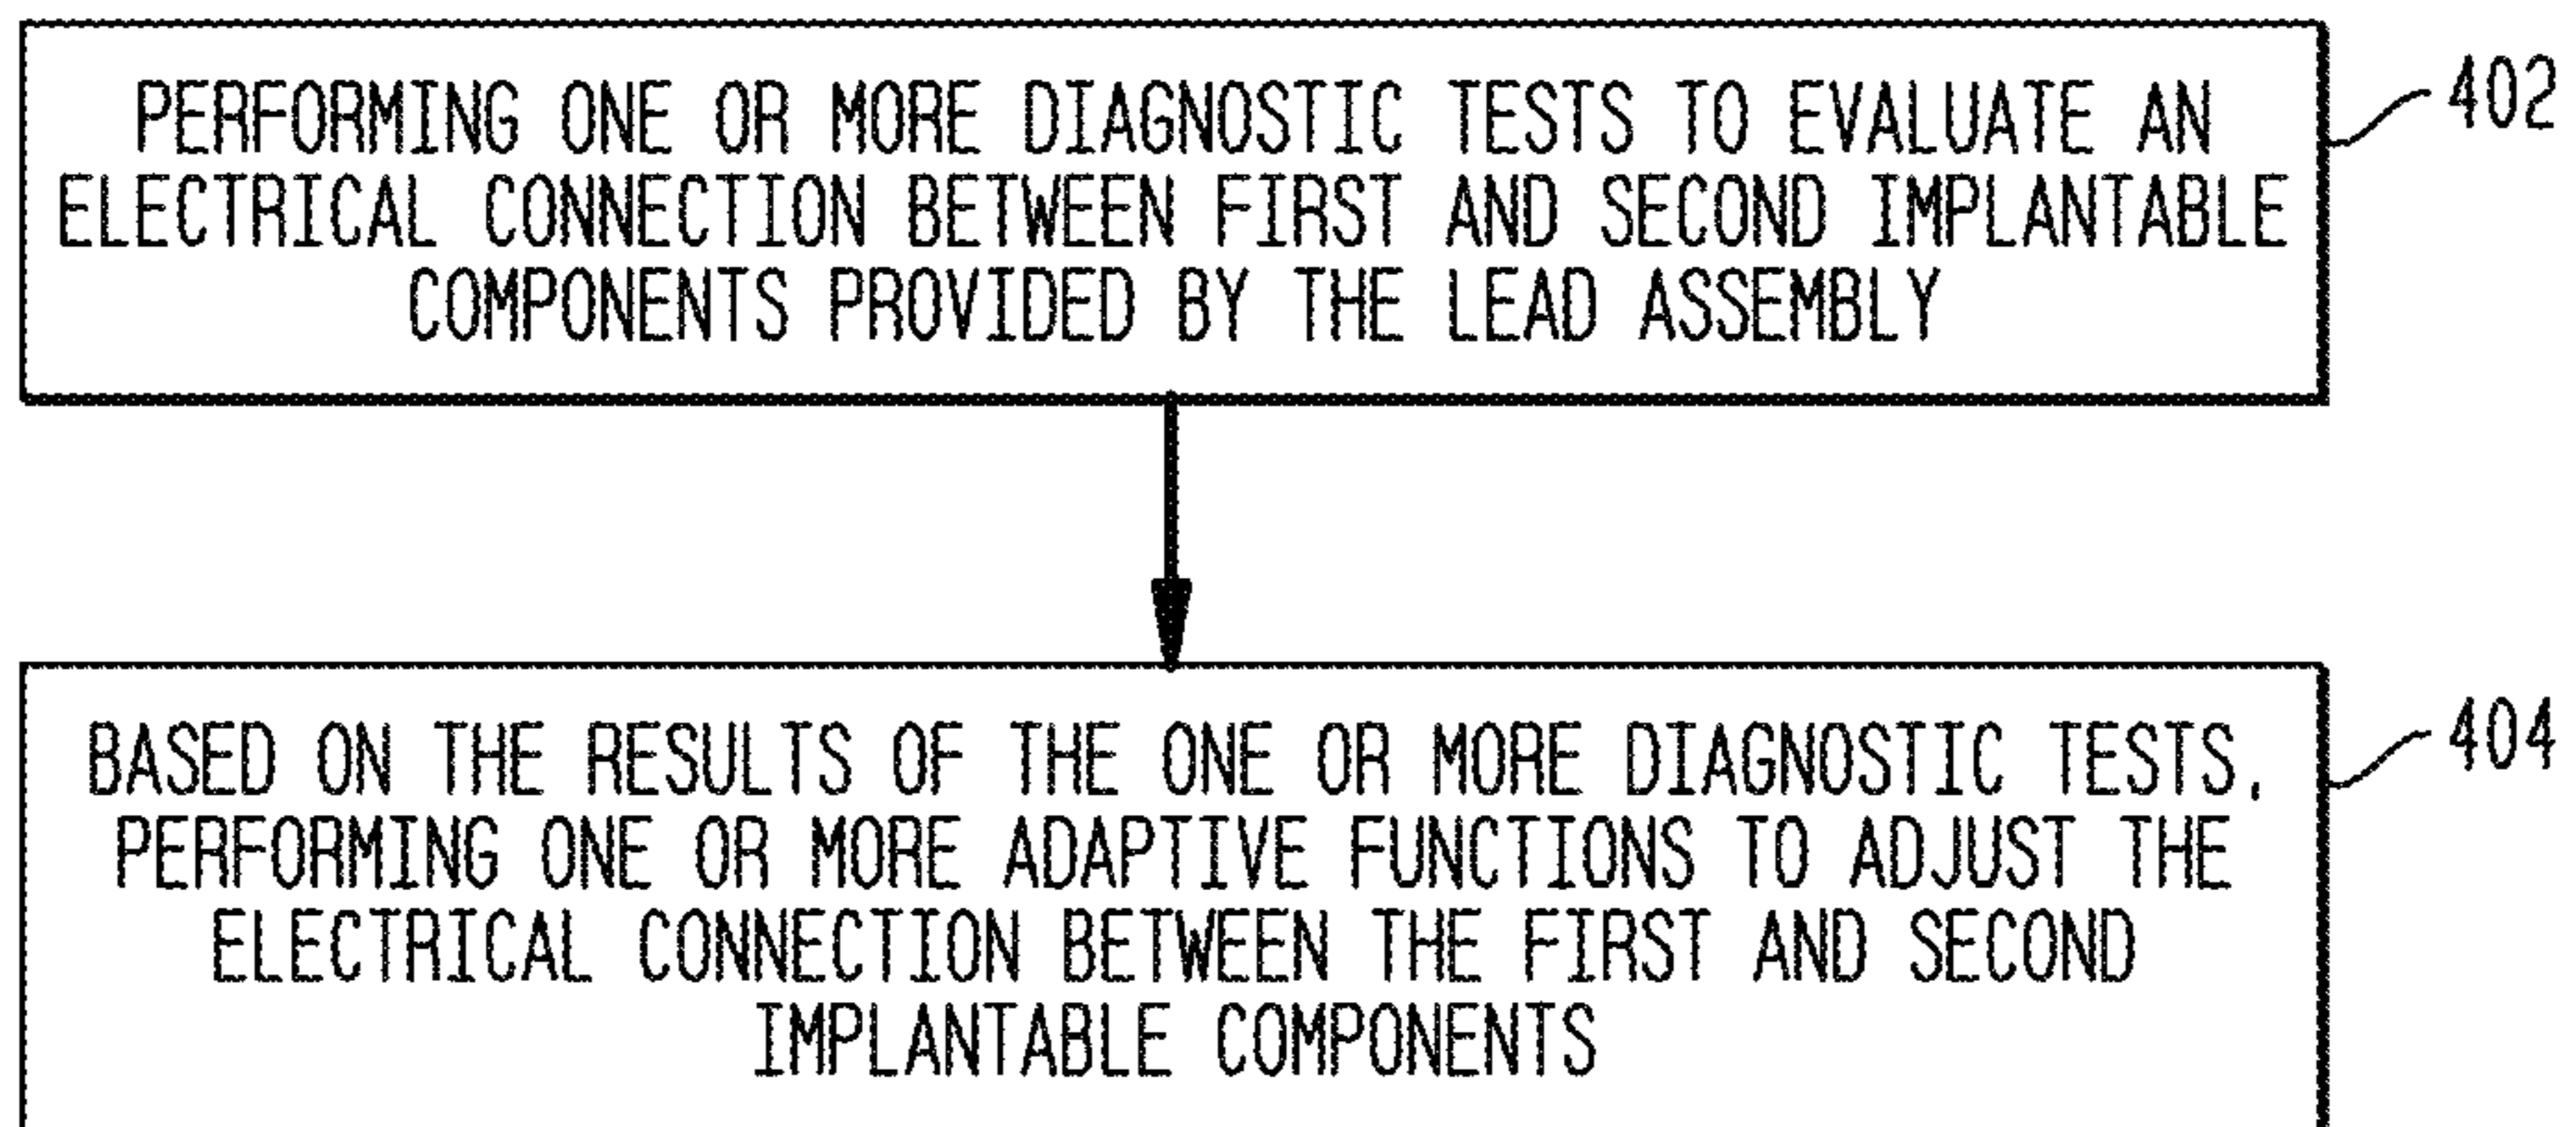 PERFORMING ONE OR MORE DIAGNOSTIC TESTS TO EVALUATE AN
ELECTRICAL CONNECTION BETWEEN FIRST AND SECOND IMPLANTABLE
COMPONENTS PROVIDED BY THE LEAD ASSEMBLY
402
BASED ON THE RESULTS OF THE ONE OR MORE DIAGNOSTIC TESTS,
PERFORMING ONE OR MORE ADAPTIVE FUNCTIONS TO ADJUST THE
ELECTRICAL CONNECTION BETWEEN THE FIRST AND SECOND
IMPLANTABLE COMPONENTS
404